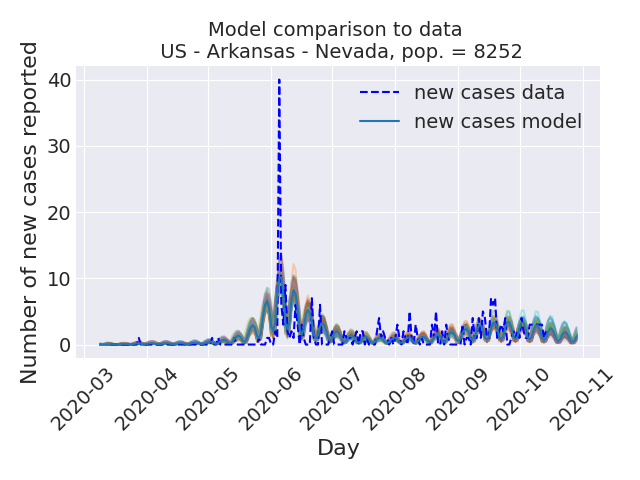 Model comparison to data
US - Arkansas - Nevada, pop. = 8252
Number of new cases reported
40
30
20
10
0
new cases data
new cases model
2020-03
2020-04
2020-05
2020-06
2020-07
2020-08
2020-09
2020-10
2020-11
Day